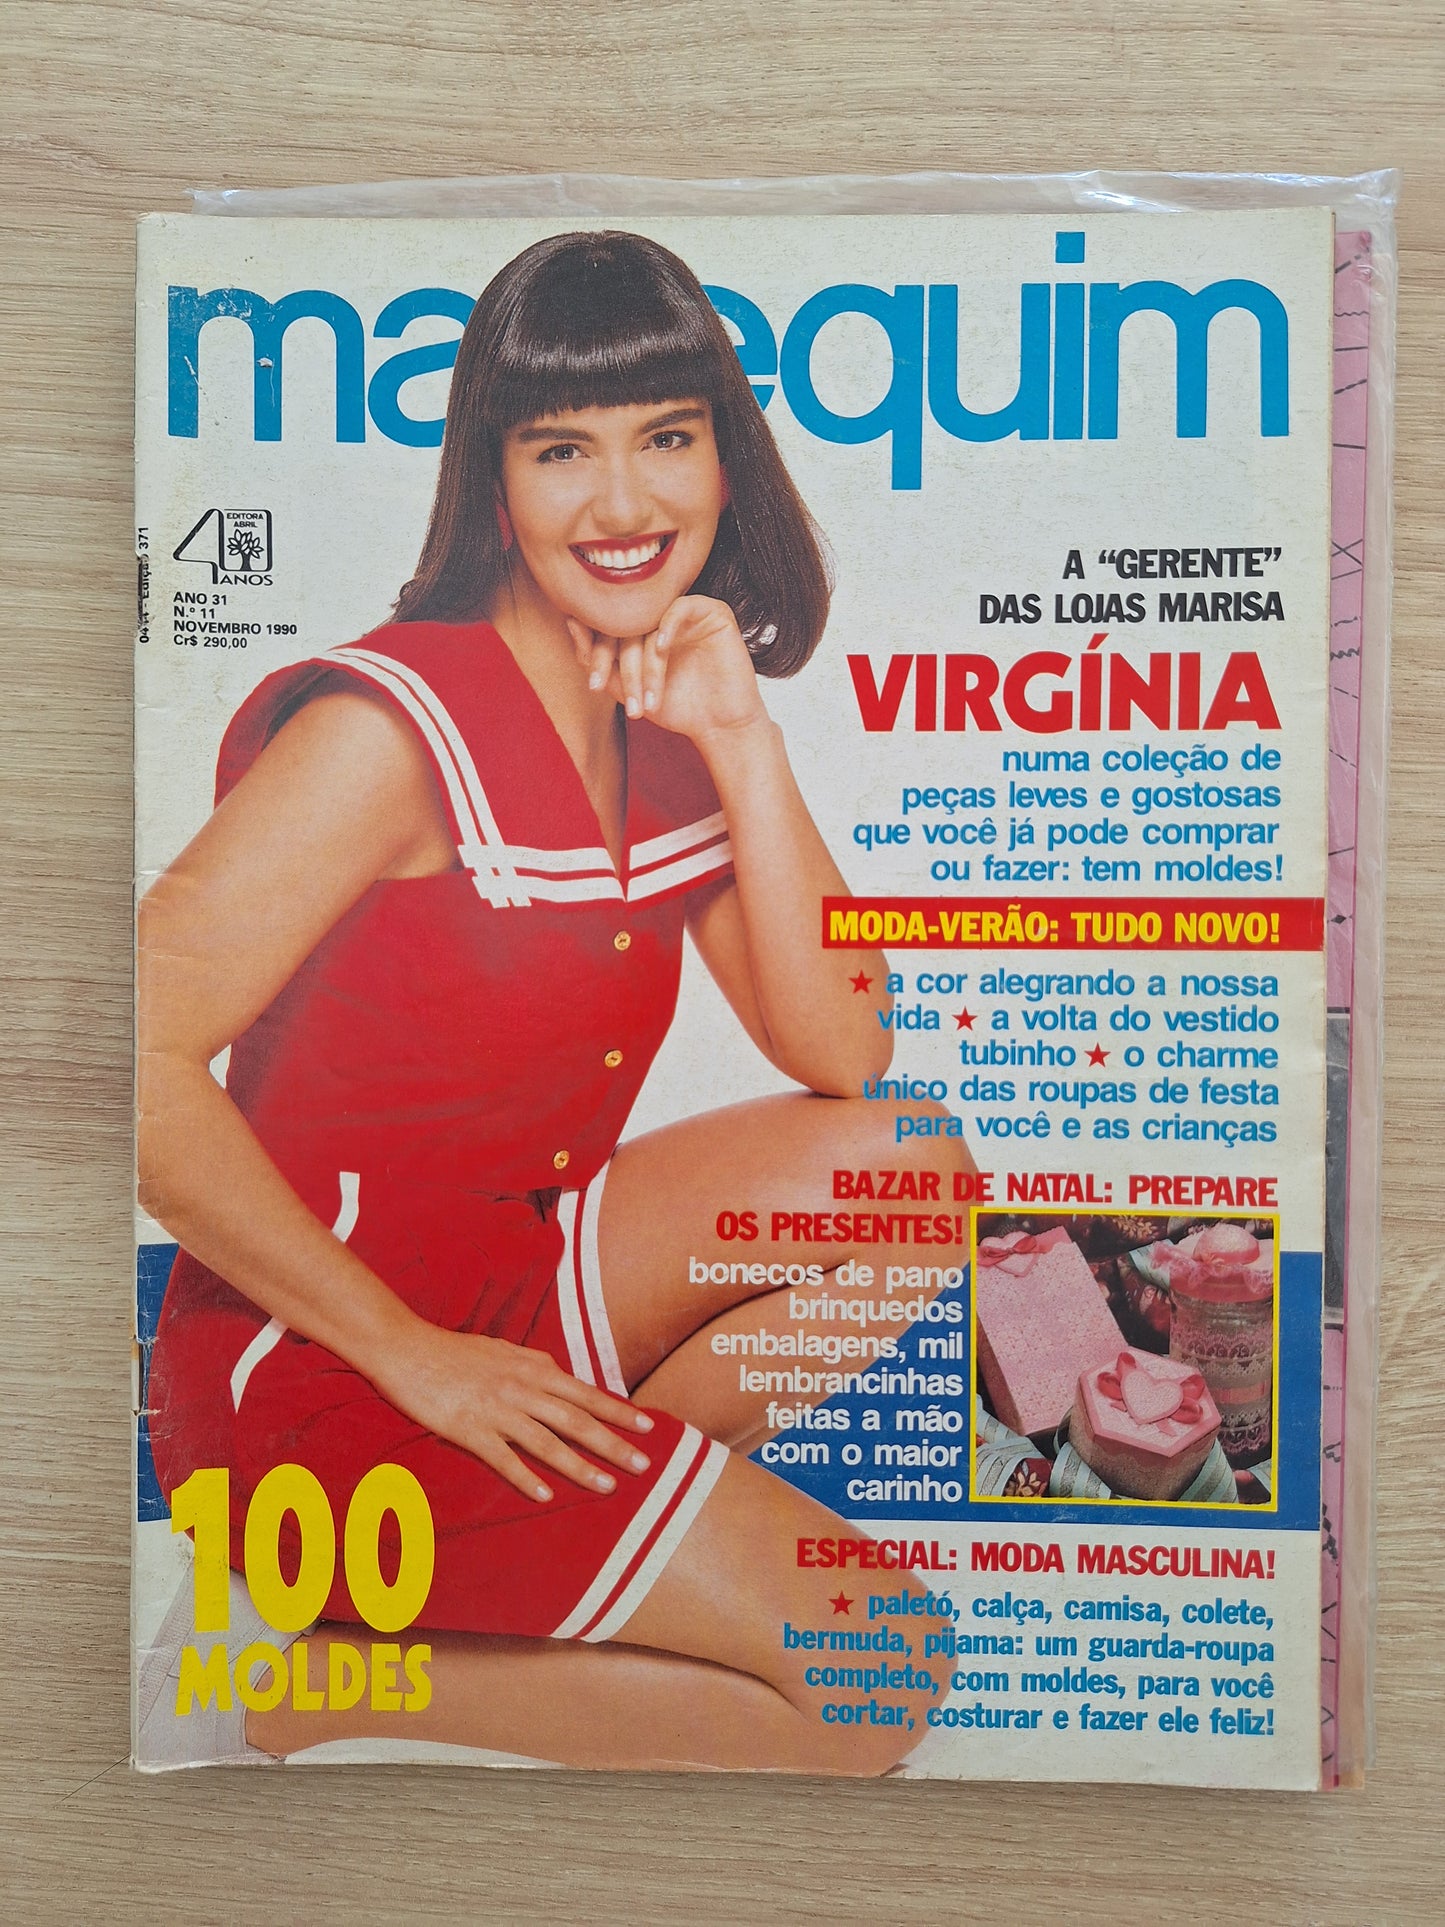 ma equim
EDITORA
ABRIL
40
ANOS
ANO 31
N.º 11
NOVEMBRO 1990
Cr$ 290,00
371
A “GERENTE”
DAS LOJAS MARISA
VIRGÍNIA
numa coleção de
peças leves e gostosas
que você já pode comprar
ou fazer: tem moldes!
MODA-VERÃO: TUDO NOVO!
★ a cor alegrando a nossa
vida ★ a volta do vestido
tubinho ★ o charme
único das roupas de festa
para você e as crianças
BAZAR DE NATAL: PREPARE
OS PRESENTES!
bonecos de pano
brinquedos
embalagens, mil
lembrancinhas
feitas a mão
com o maior
carinho
100
MOLDES
ESPECIAL: MODA MASCULINA!
★ paletó, calça, camisa, colete,
bermuda, pijama: um guarda-roupa
completo, com moldes, para você
cortar, costurar e fazer ele feliz!